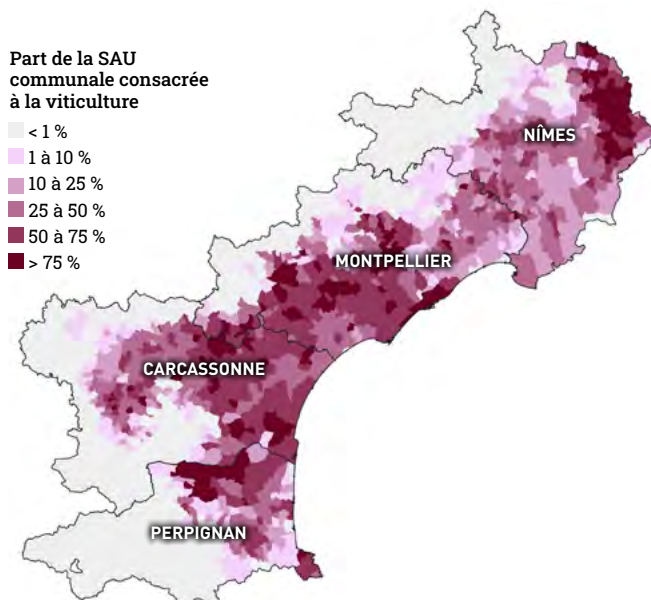 Part de la SAU
communale consacrée
à la viticulture
< 1 %
1 à 10 %
10 à 25 %
25 à 50 %
50 à 75 %
> 75 %
NÎMES
MONTPELLIER
CARCASSONNE
PERPIGNAN